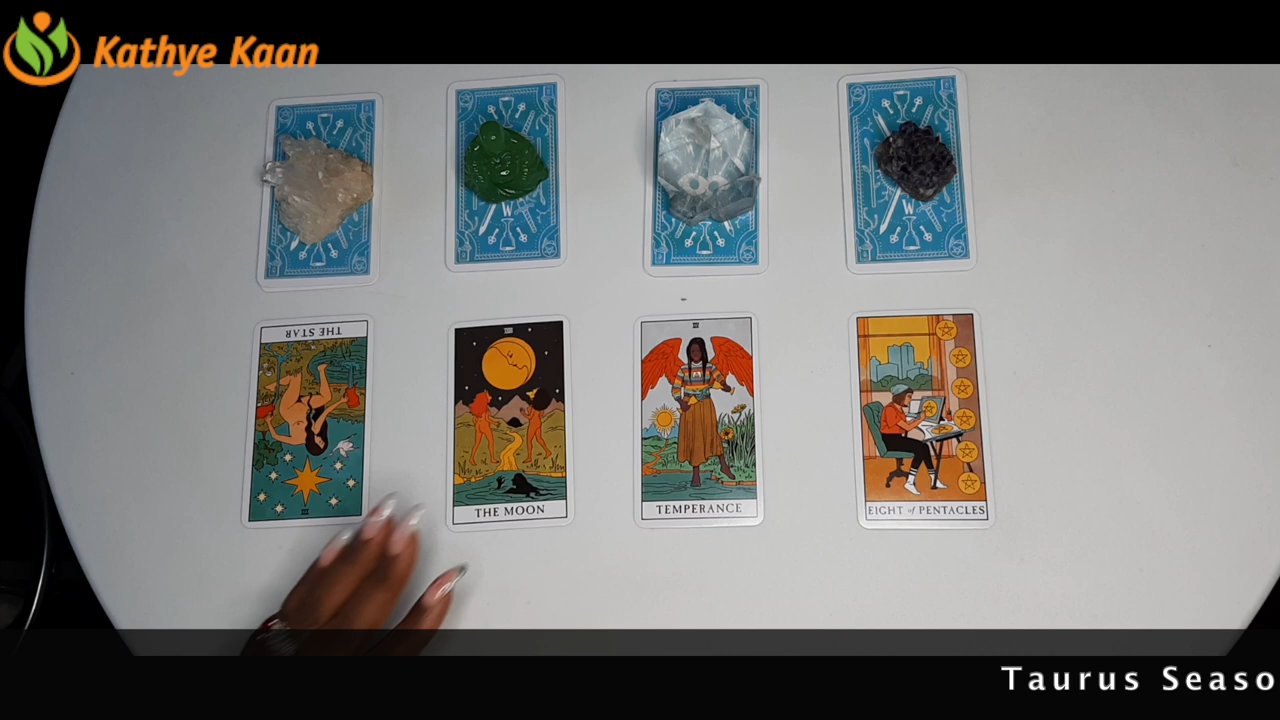 Kathye Kaan
W
W
THE STAR
THE MOON
TEMPERANCE
EIGHT of PENTACLES
Taurus Seaso